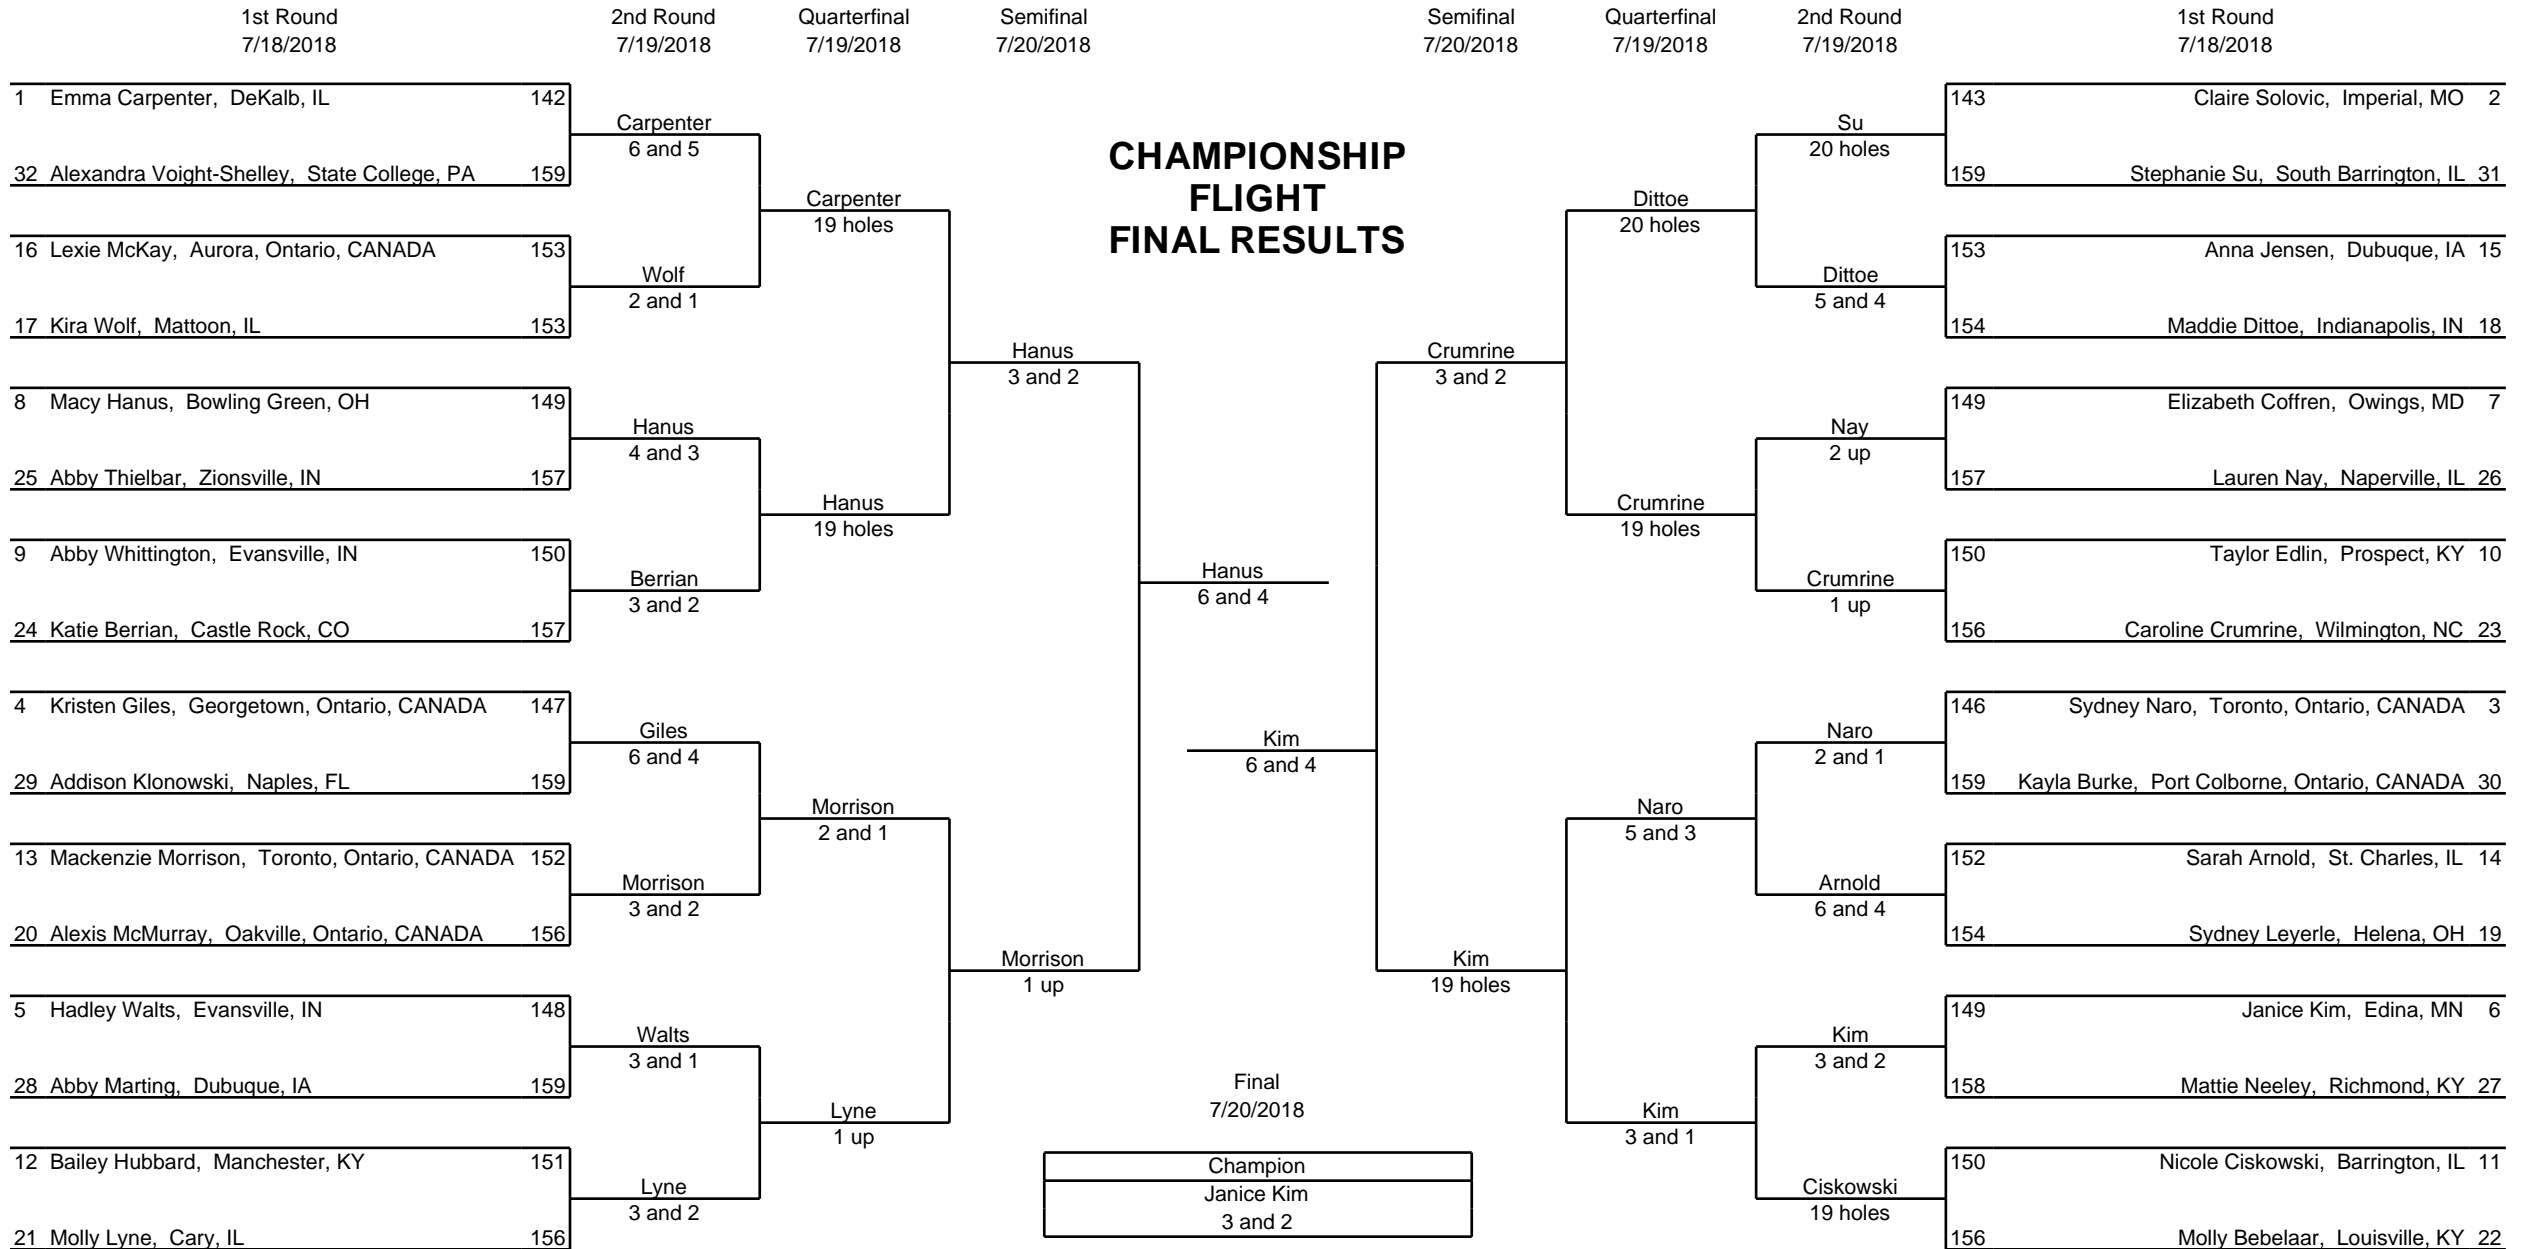 1st Round 2nd Round Quarterfinal Semifinal Semifinal Quarterfinal 2nd Round 1st Round
7/18/2018 7/19/2018 7/19/2018 7/20/2018 7/20/2018 7/19/2018 7/19/2018 7/18/2018
1 Emma Carpenter, DeKalb, IL 142
Carpenter
6 and 5
32 Alexandra Voight-Shelley, State College, PA 159
Carpenter
19 holes
16 Lexie McKay, Aurora, Ontario, CANADA 153
Wolf
2 and 1
17 Kira Wolf, Mattoon, IL 153
Hanus
3 and 2
8 Macy Hanus, Bowling Green, OH 149
Hanus
4 and 3
25 Abby Thielbar, Zionsville, IN 157
Hanus
19 holes
9 Abby Whittington, Evansville, IN 150
Berrian
3 and 2
24 Katie Berrian, Castle Rock, CO 157
Hanus
6 and 4
4 Kristen Giles, Georgetown, Ontario, CANADA 147
Giles
6 and 4
29 Addison Klonowski, Naples, FL 159
Morrison
2 and 1
13 Mackenzie Morrison, Toronto, Ontario, CANADA 152
Morrison
3 and 2
20 Alexis McMurray, Oakville, Ontario, CANADA 156
Morrison
1 up
5 Hadley Walts, Evansville, IN 148
Walts
3 and 1
28 Abby Marting, Dubuque, IA 159
Lyne
1 up
12 Bailey Hubbard, Manchester, KY 151
Lyne
3 and 2
21 Molly Lyne, Cary, IL 156
CHAMPIONSHIP
FLIGHT
FINAL RESULTS
143 Claire Solovic, Imperial, MO 2
Su
20 holes
159 Stephanie Su, South Barrington, IL 31
Dittoe
20 holes
153 Anna Jensen, Dubuque, IA 15
Dittoe
5 and 4
154 Maddie Dittoe, Indianapolis, IN 18
Crumrine
3 and 2
149 Elizabeth Coffren, Owings, MD 7
Nay
2 up
157 Lauren Nay, Naperville, IL 26
Crumrine
19 holes
150 Taylor Edlin, Prospect, KY 10
Crumrine
1 up
156 Caroline Crumrine, Wilmington, NC 23
Kim
6 and 4
146 Sydney Naro, Toronto, Ontario, CANADA 3
Naro
2 and 1
159 Kayla Burke, Port Colborne, Ontario, CANADA 30
Naro
5 and 3
152 Sarah Arnold, St. Charles, IL 14
Arnold
6 and 4
154 Sydney Leyerle, Helena, OH 19
Kim
19 holes
149 Janice Kim, Edina, MN 6
Kim
3 and 2
158 Mattie Neeley, Richmond, KY 27
Kim
3 and 1
150 Nicole Ciskowski, Barrington, IL 11
Ciskowski
19 holes
156 Molly Bebelaar, Louisville, KY 22
Final
7/20/2018
Champion
Janice Kim
3 and 2